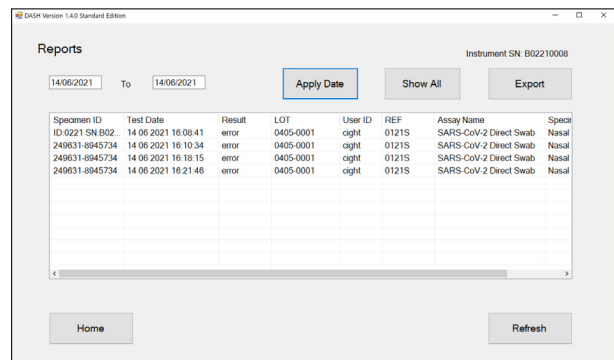 DASH Version 1.4.0 Standard Edition
Reports
Instrument SN: B02210008
14/06/2021 To 14/06/2021 Apply Date Show All Export
Specimen ID Test Date Result LOT User ID REF Assay Name Specir
ID:0221 SN:B02... 14 06 2021 16:08:41 error 0405-0001 cight 0121S SARS-CoV-2 Direct Swab Nasal
249631-8945734 14 06 2021 16:10:34 error 0405-0001 cight 0121S SARS-CoV-2 Direct Swab Nasal
249631-8945734 14 06 2021 16:18:15 error 0405-0001 cight 0121S SARS-CoV-2 Direct Swab Nasal
249631-8945734 14 06 2021 16:21:46 error 0405-0001 cight 0121S SARS-CoV-2 Direct Swab Nasal
Home Refresh